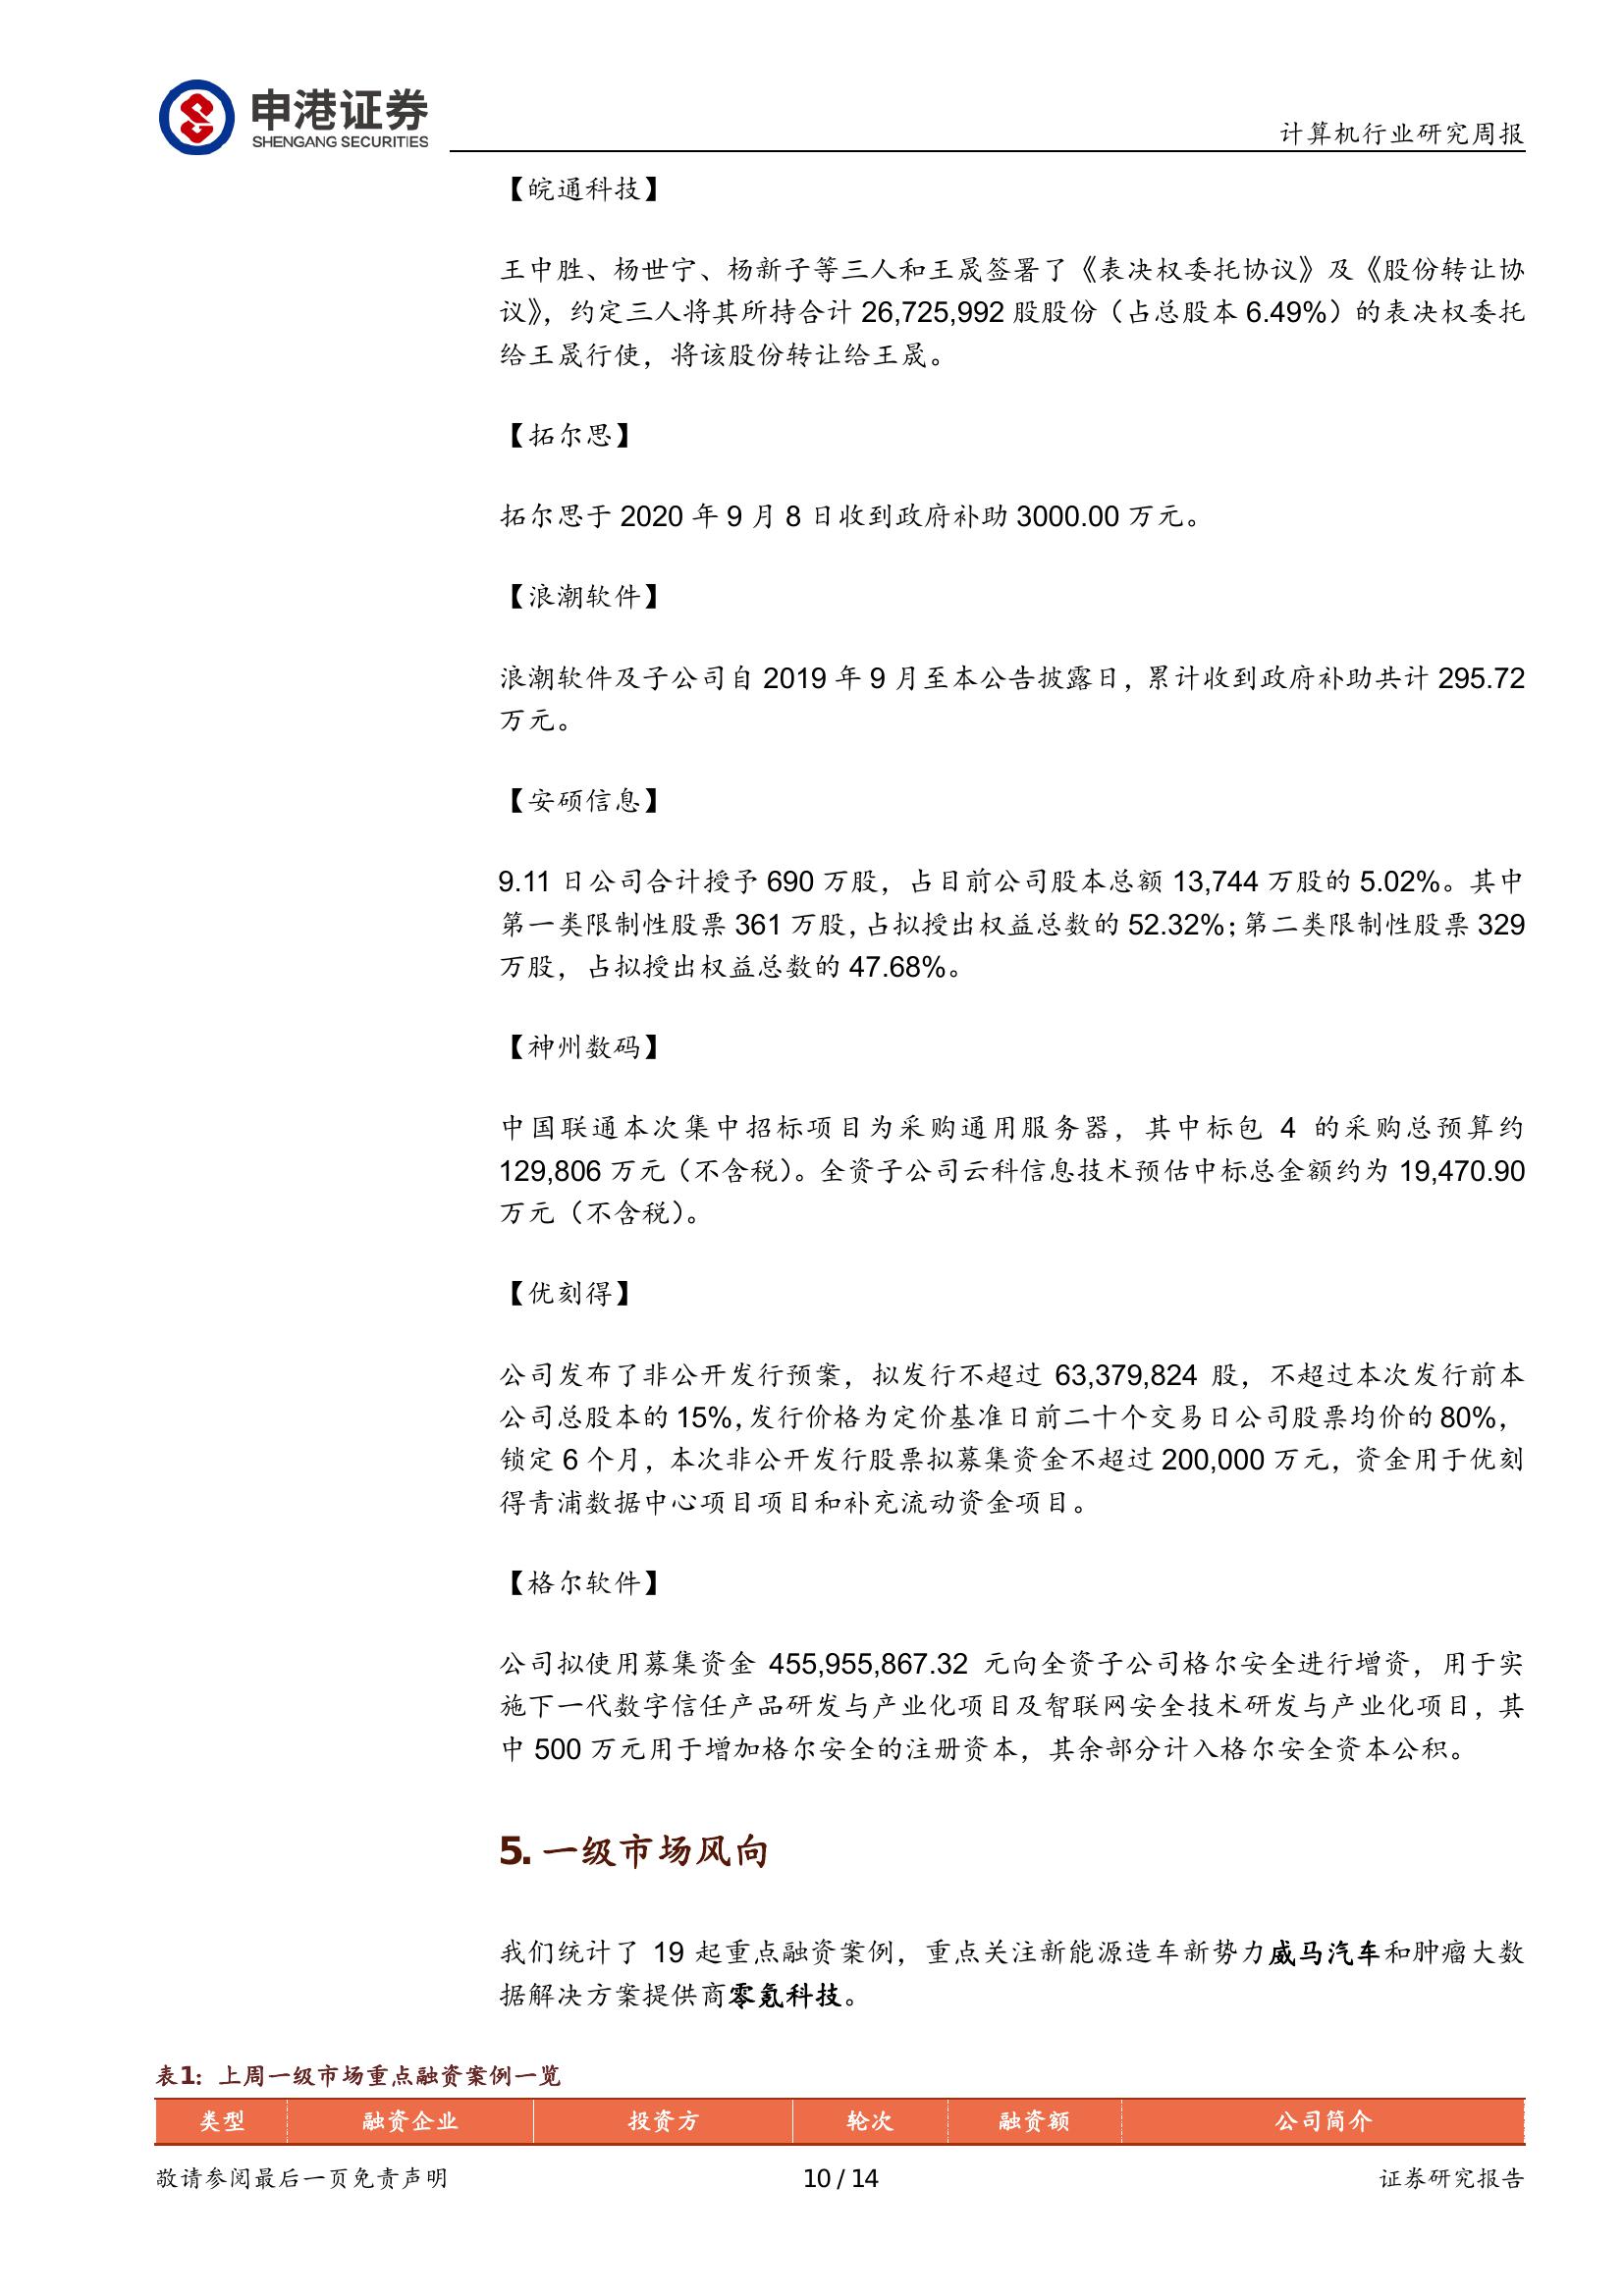 申港证券
SHENGANG SECURITIES
计算机行业研究周报
【皖通科技】
王中胜、杨世宁、杨新子等三人和王晟签署了《表决权委托协议》及《股份转让协
议》，约定三人将其所持合计 26,725,992 股股份（占总股本 6.49%）的表决权委托
给王晟行使，将该股份转让给王晟。
【拓尔思】
拓尔思于 2020 年 9 月 8 日收到政府补助 3000.00 万元。
【浪潮软件】
浪潮软件及子公司自 2019 年 9 月至本公告披露日，累计收到政府补助共计 295.72
万元。
【安硕信息】
9.11 日公司合计授予 690 万股，占目前公司股本总额 13,744 万股的 5.02%。其中
第一类限制性股票 361 万股，占拟授出权益总数的 52.32%；第二类限制性股票 329
万股，占拟授出权益总数的 47.68%。
【神州数码】
中国联通本次集中招标项目为采购通用服务器，其中标包 4 的采购总预算约
129,806 万元（不含税）。全资子公司云科信息技术预估中标总金额约为 19,470.90
万元（不含税）。
【优刻得】
公司发布了非公开发行预案，拟发行不超过 63,379,824 股，不超过本次发行前本
公司总股本的 15%，发行价格为定价基准日前二十个交易日公司股票均价的 80%，
锁定 6 个月，本次非公开发行股票拟募集资金不超过 200,000 万元，资金用于优刻
得青浦数据中心项目项目和补充流动资金项目。
【格尔软件】
公司拟使用募集资金 455,955,867.32 元向全资子公司格尔安全进行增资，用于实
施下一代数字信任产品研发与产业化项目及智联网安全技术研发与产业化项目，其
中 500 万元用于增加格尔安全的注册资本，其余部分计入格尔安全资本公积。
5. 一级市场风向
我们统计了 19 起重点融资案例，重点关注新能源造车新势力威马汽车和肿瘤大数
据解决方案提供商零氪科技。
表1：上周一级市场重点融资案例一览
类型 融资企业 投资方 轮次 融资额 公司简介
敬请参阅最后一页免责声明 10 / 14 证券研究报告